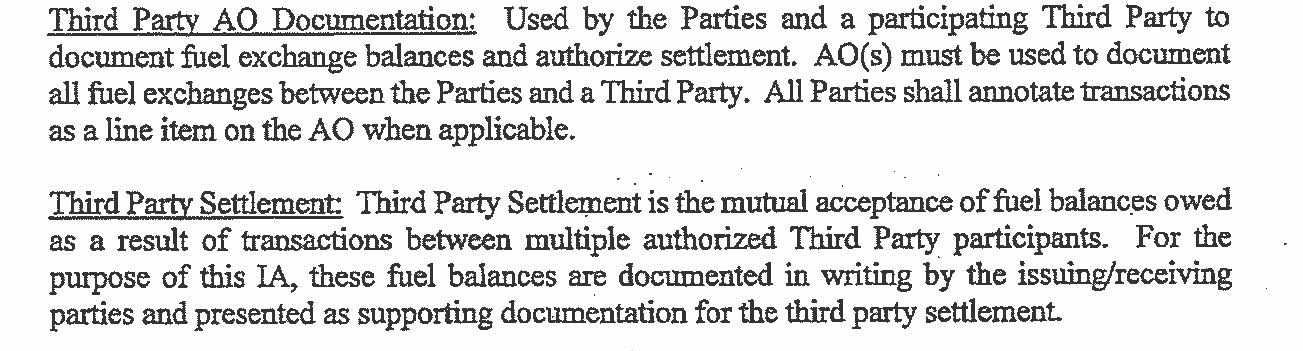 Third Party AO Documentation: Used by the Parties and a participating Third Party to
document fuel exchange balances and authorize settlement. AO(s) must be used to document
all fuel exchanges between the Parties and a Third Party. All Parties shall annotate transactions
as a line item on the AO when applicable.
Third Party Settlement: Third Party Settlement is the mutual acceptance of fuel balances owed
as a result of transactions between multiple authorized Third Party participants. For the
purpose of this IA, these fuel balances are documented in writing by the issuing/receiving
parties and presented as supporting documentation for the third party settlement.